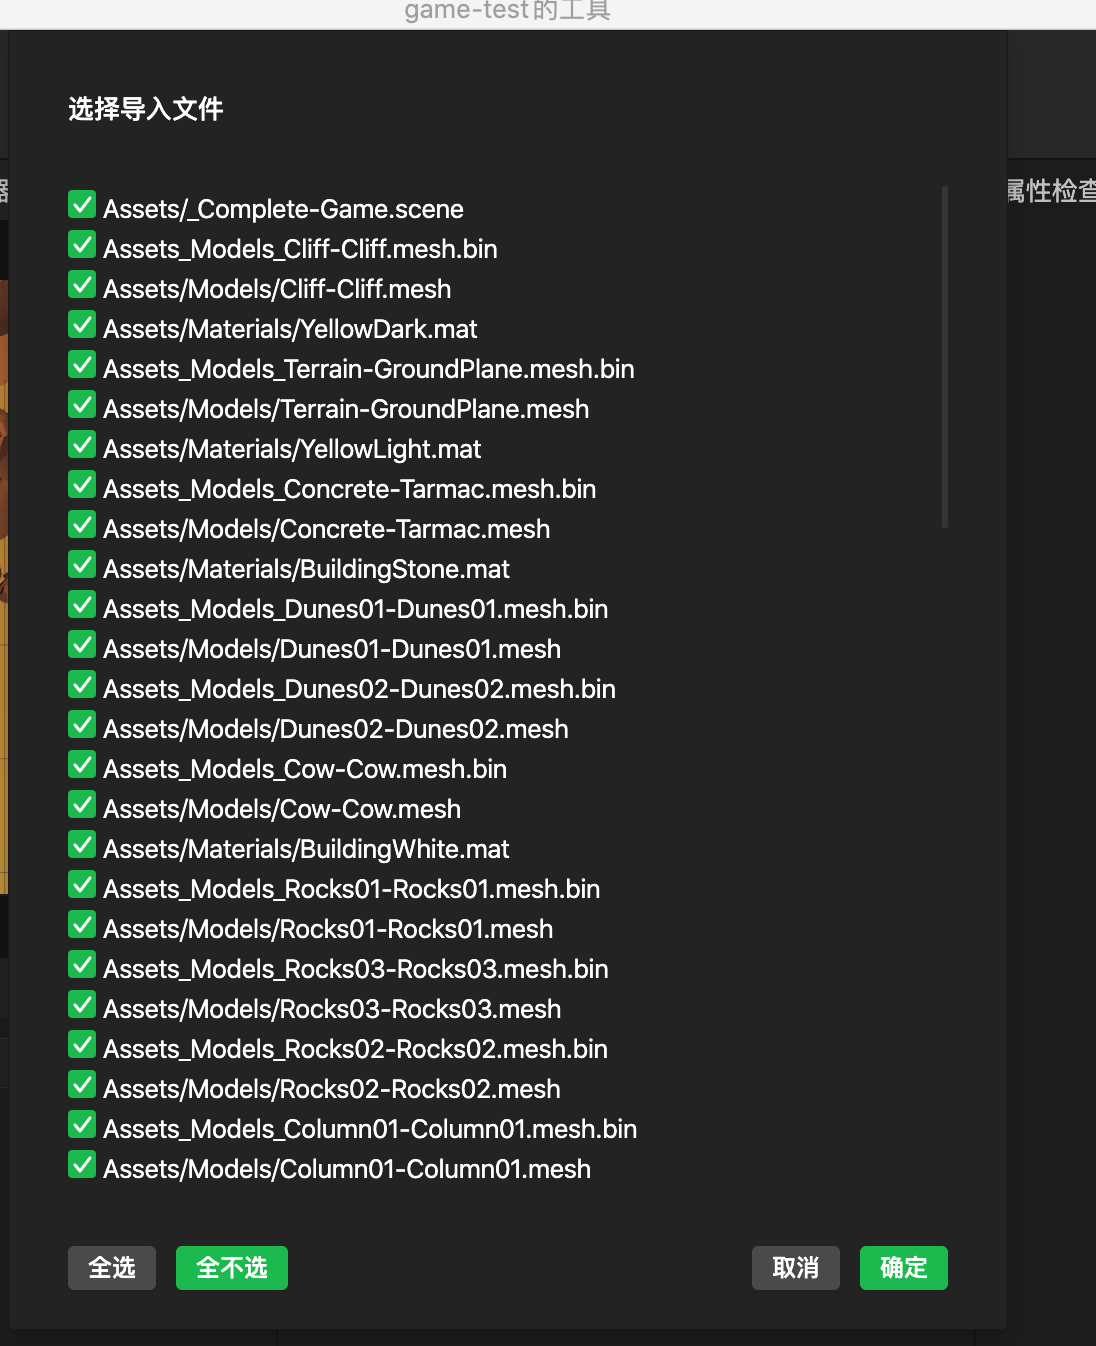 game-test的工具
选择导入文件
器
属性检查
Assets/_Complete-Game.scene
Assets_Models_Cliff-Cliff.mesh.bin
Assets/Models/Cliff-Cliff.mesh
Assets/Materials/YellowDark.mat
Assets_Models_Terrain-GroundPlane.mesh.bin
Assets/Models/Terrain-GroundPlane.mesh
Assets/Materials/YellowLight.mat
Assets_Models_Concrete-Tarmac.mesh.bin
Assets/Models/Concrete-Tarmac.mesh
Assets/Materials/BuildingStone.mat
Assets_Models_Dunes01-Dunes01.mesh.bin
Assets/Models/Dunes01-Dunes01.mesh
Assets_Models_Dunes02-Dunes02.mesh.bin
Assets/Models/Dunes02-Dunes02.mesh
Assets_Models_Cow-Cow.mesh.bin
Assets/Models/Cow-Cow.mesh
Assets/Materials/BuildingWhite.mat
Assets_Models_Rocks01-Rocks01.mesh.bin
Assets/Models/Rocks01-Rocks01.mesh
Assets_Models_Rocks03-Rocks03.mesh.bin
Assets/Models/Rocks03-Rocks03.mesh
Assets_Models_Rocks02-Rocks02.mesh.bin
Assets/Models/Rocks02-Rocks02.mesh
Assets_Models_Column01-Column01.mesh.bin
Assets/Models/Column01-Column01.mesh
全选 全不选 取消 确定